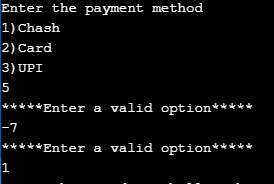 Enter the payment method
1)Chash
2)Card
3)UPI
5
*****Enter a valid option*****
-7
*****Enter a valid option*****
1